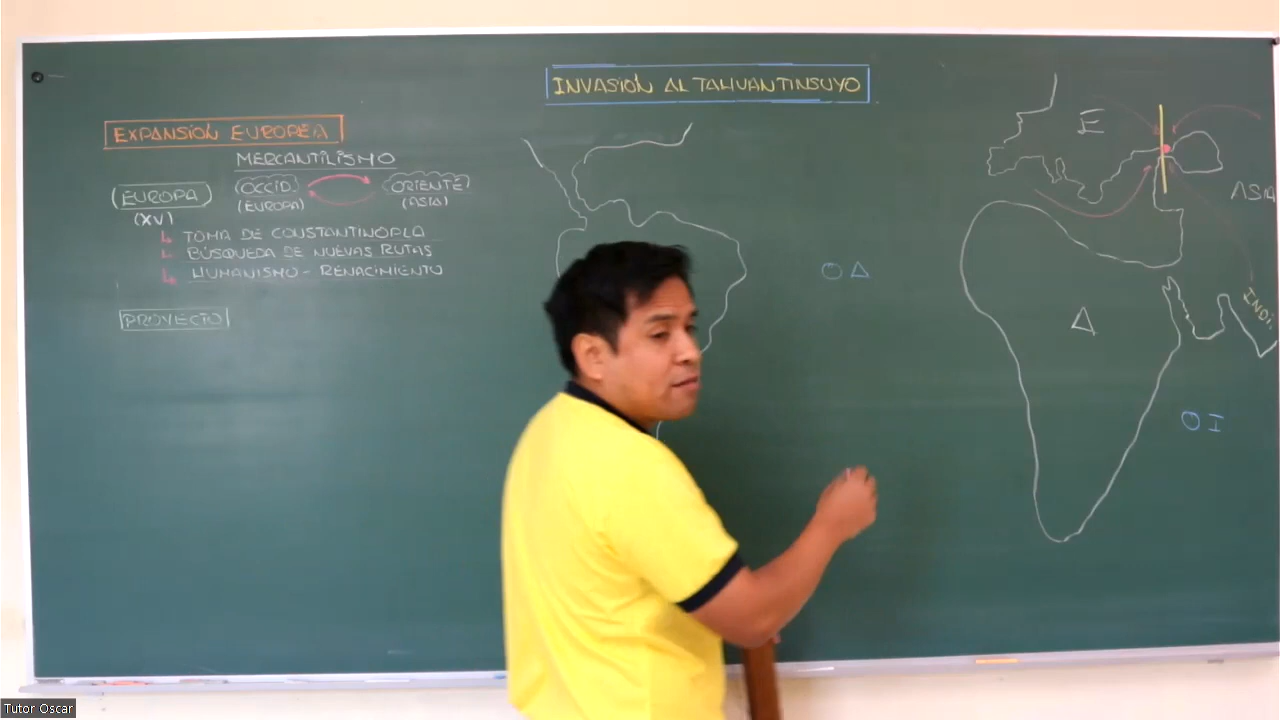 INVASIÓN AL TAHUANTINSUYO
EXPANSIÓN EUROPEA
MERCANTILISMO
(EUROPA) (OCCID.) (ORIENTE)
(XV) (EUROPA) (ASIA)
TOMA DE CONSTANTINOPLA
BÚSQUEDA DE NUEVAS RUTAS
HUMANISMO - RENACIMIENTO
PROYECTO
E
ASIA
O A
INDI
A
O I
Tutor Oscar